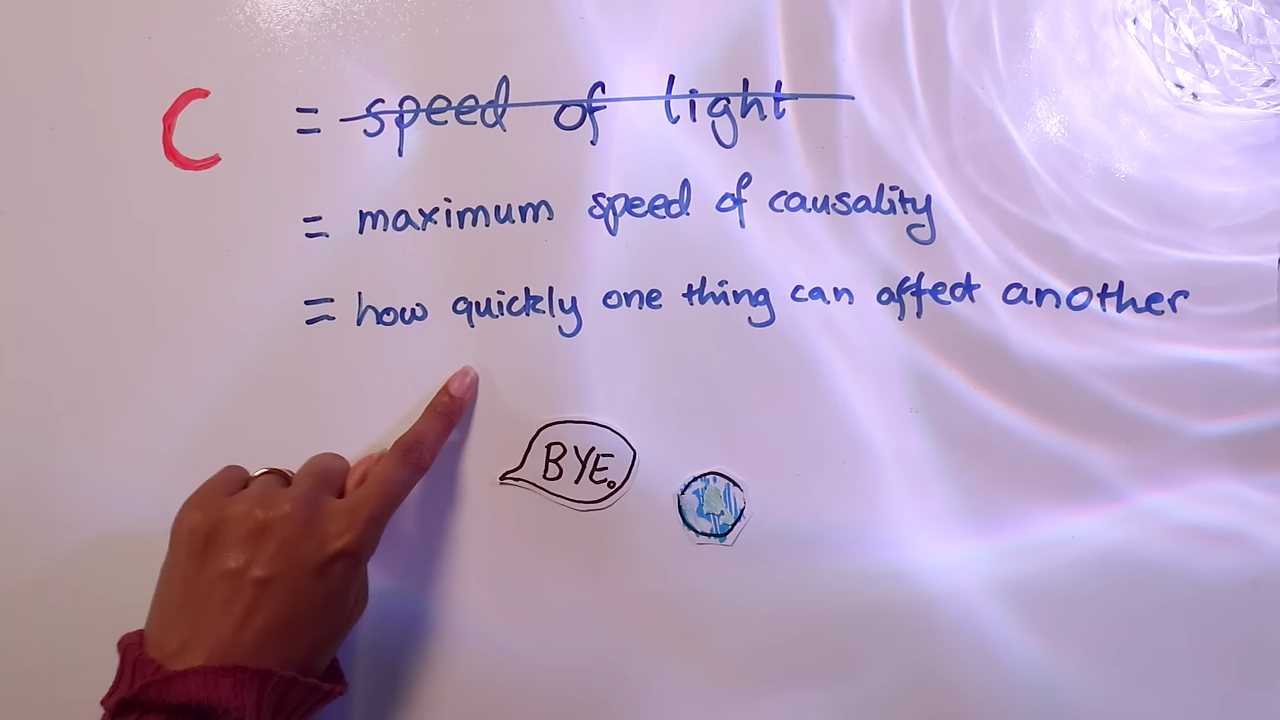 C = speed of light
= maximum speed of causality
= how quickly one thing can affect another
BYE.